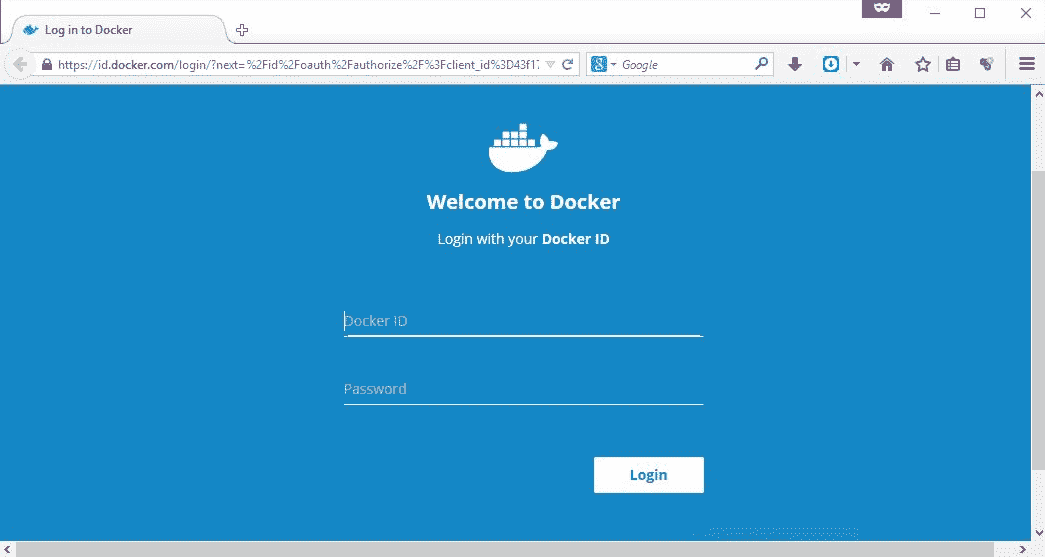 Log in to Docker
https://id.docker.com/login/?next=%2Fid%2Foauth%2Fauthorize%2F%3Fclient_id%3D43f17
Google
Welcome to Docker
Login with your Docker ID
Docker ID
Password
Login